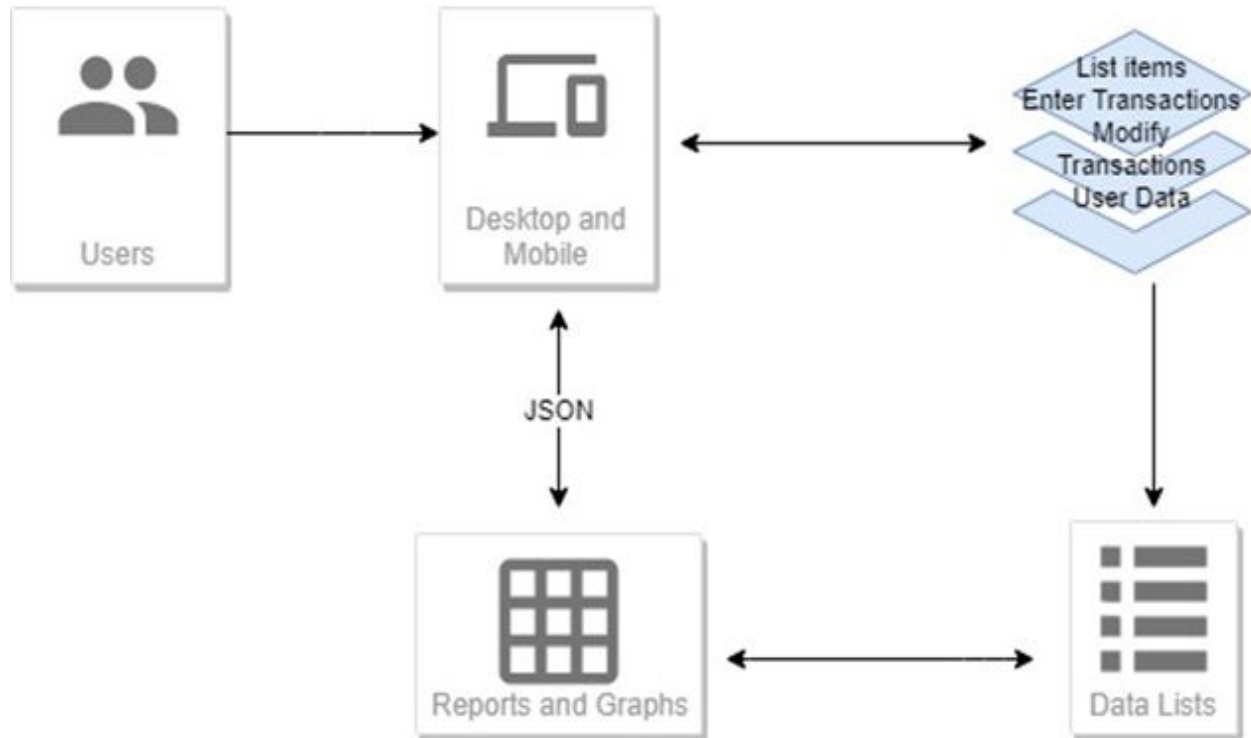 Users
Desktop and
Mobile
List items
Enter Transactions
Modify
Transactions
User Data
JSON
Reports and Graphs
Data Lists